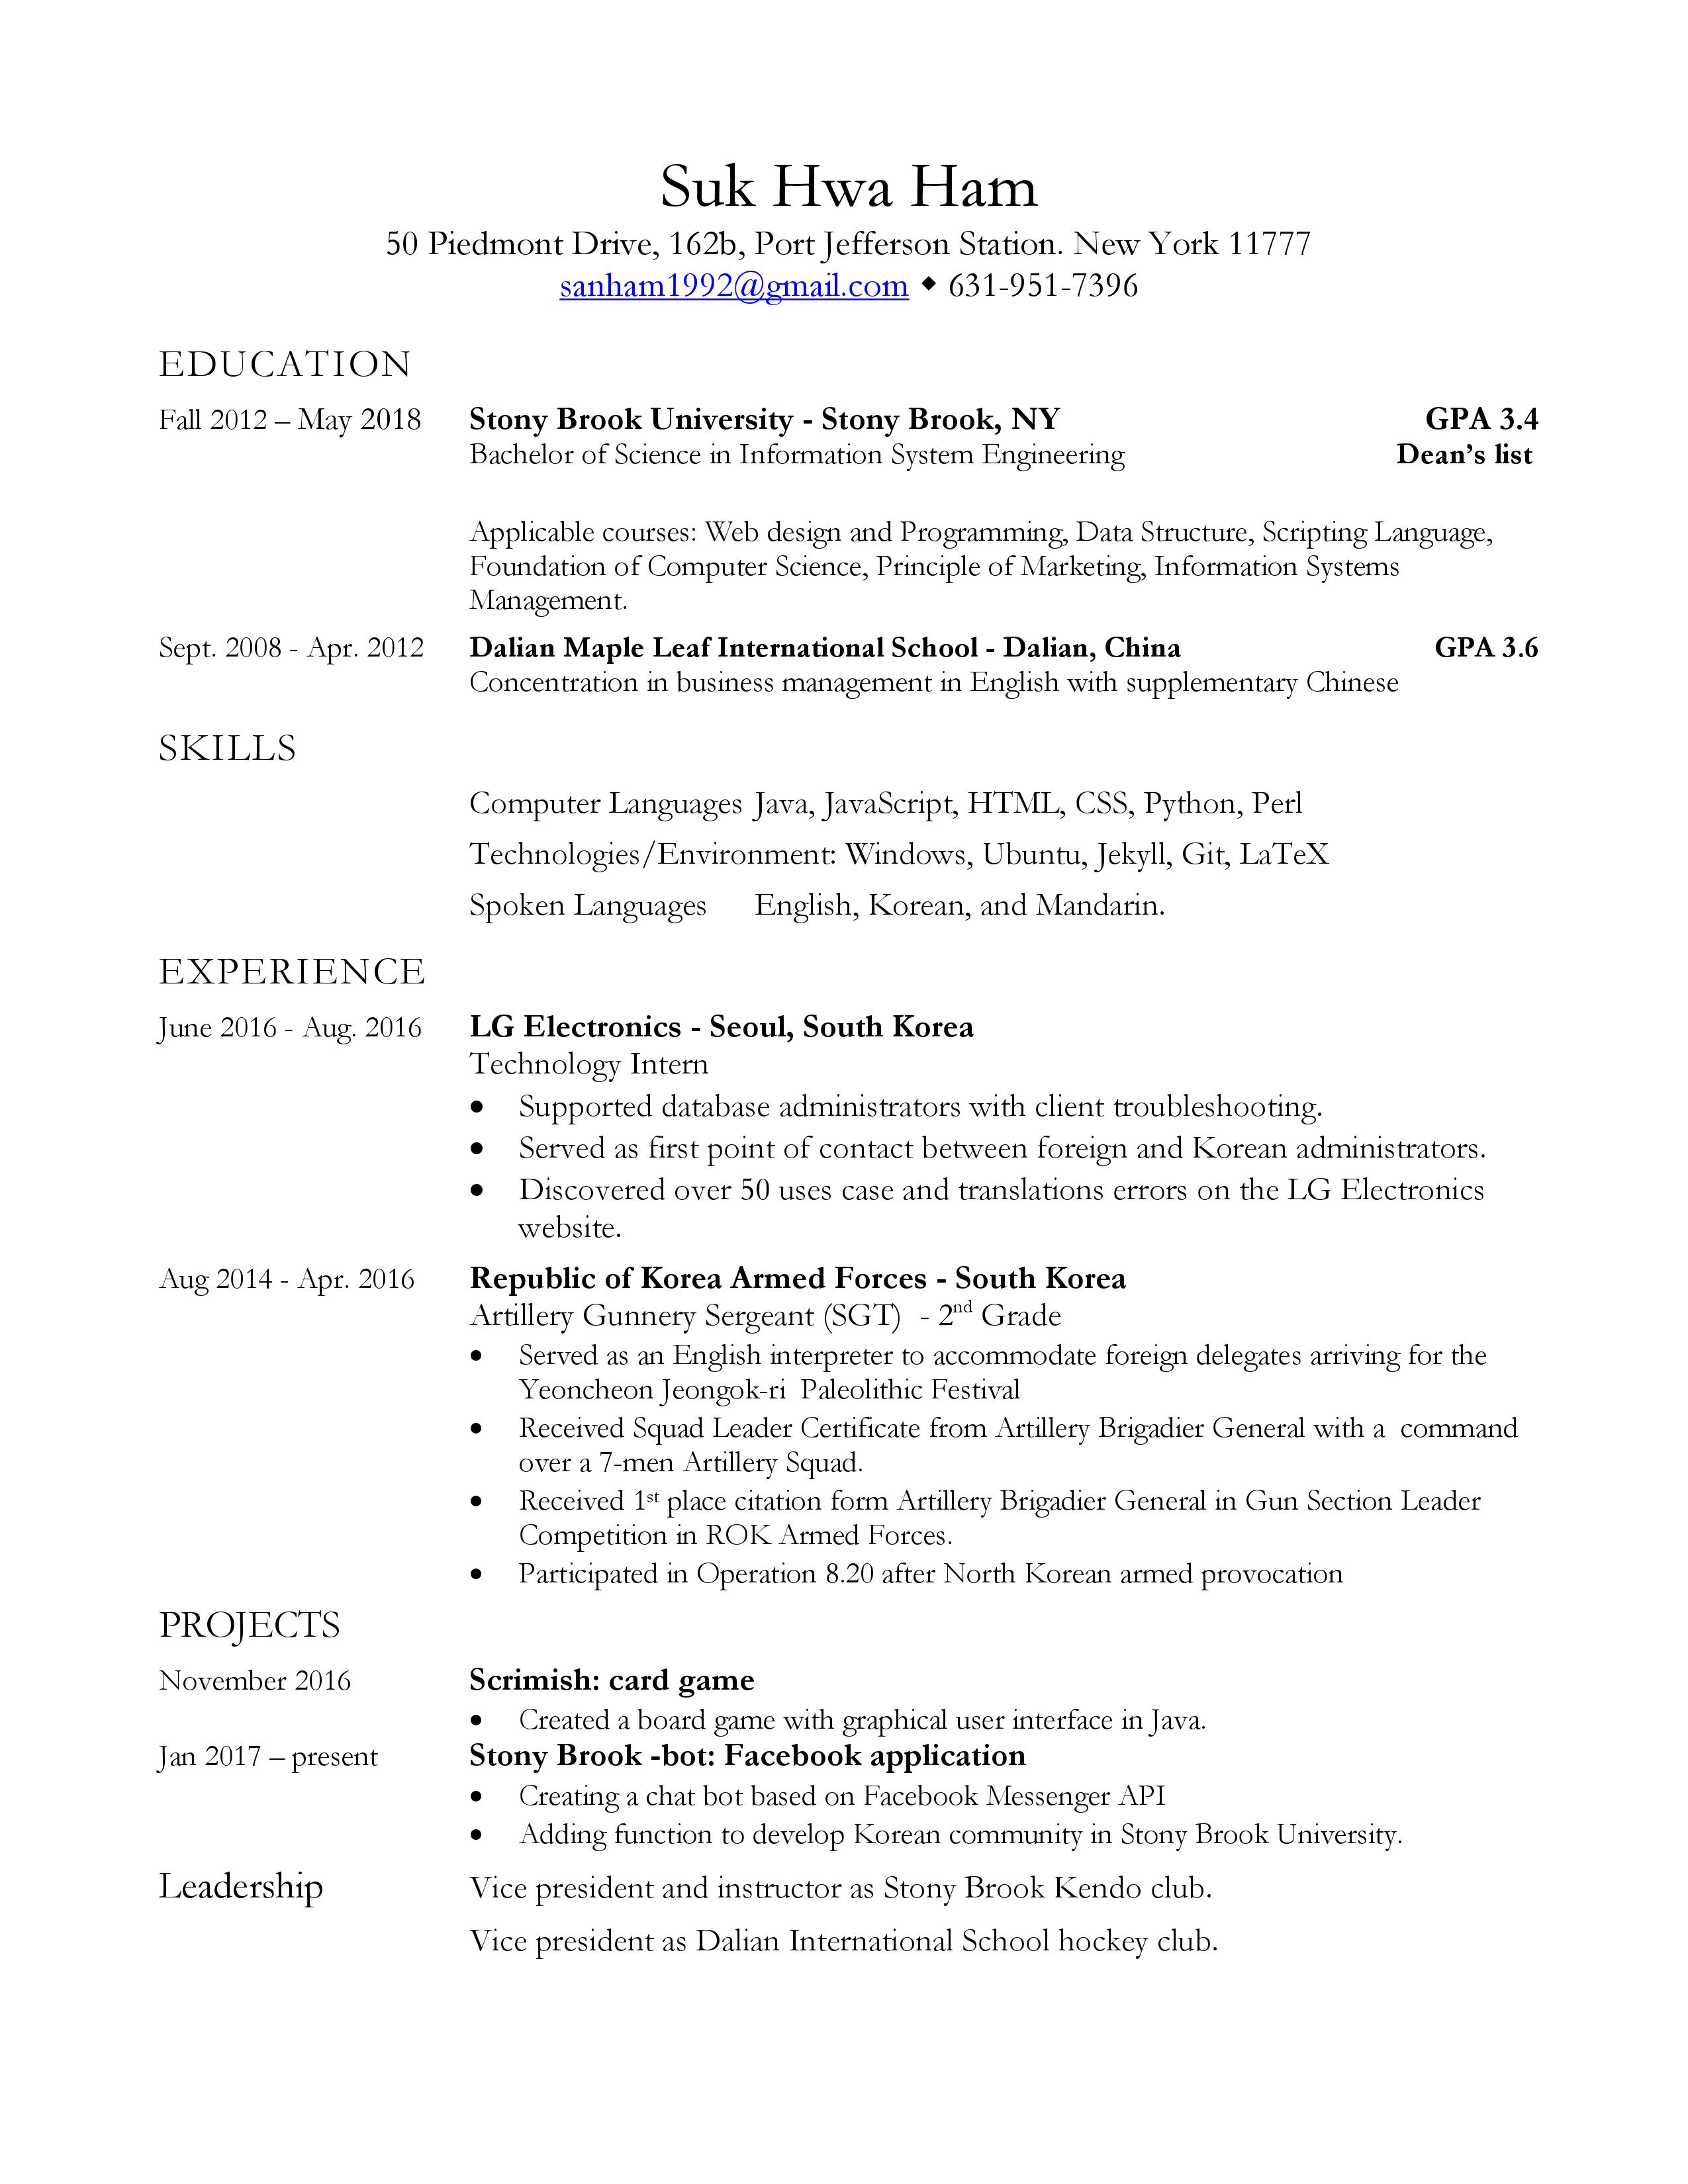 Suk Hwa Ham
50 Piedmont Drive, 162b, Port Jefferson Station. New York 11777
sanham1992@gmail.com ◆ 631-951-7396
EDUCATION
Fall 2012 – May 2018 Stony Brook University - Stony Brook, NY GPA 3.4
Bachelor of Science in Information System Engineering Dean’s list
Applicable courses: Web design and Programming, Data Structure, Scripting Language,
Foundation of Computer Science, Principle of Marketing, Information Systems
Management.
Sept. 2008 - Apr. 2012 Dalian Maple Leaf International School - Dalian, China GPA 3.6
Concentration in business management in English with supplementary Chinese
SKILLS
Computer Languages Java, JavaScript, HTML, CSS, Python, Perl
Technologies/Environment: Windows, Ubuntu, Jekyll, Git, LaTeX
Spoken Languages English, Korean, and Mandarin.
EXPERIENCE
June 2016 - Aug. 2016 LG Electronics - Seoul, South Korea
Technology Intern
• Supported database administrators with client troubleshooting.
• Served as first point of contact between foreign and Korean administrators.
• Discovered over 50 uses case and translations errors on the LG Electronics
website.
Aug 2014 - Apr. 2016 Republic of Korea Armed Forces - South Korea
Artillery Gunnery Sergeant (SGT) - 2nd Grade
• Served as an English interpreter to accommodate foreign delegates arriving for the
Yeoncheon Jeongok-ri Paleolithic Festival
• Received Squad Leader Certificate from Artillery Brigadier General with a command
over a 7-men Artillery Squad.
• Received 1st place citation form Artillery Brigadier General in Gun Section Leader
Competition in ROK Armed Forces.
• Participated in Operation 8.20 after North Korean armed provocation
PROJECTS
November 2016 Scrimish: card game
• Created a board game with graphical user interface in Java.
Jan 2017 – present Stony Brook -bot: Facebook application
• Creating a chat bot based on Facebook Messenger API
• Adding function to develop Korean community in Stony Brook University.
Leadership Vice president and instructor as Stony Brook Kendo club.
Vice president as Dalian International School hockey club.